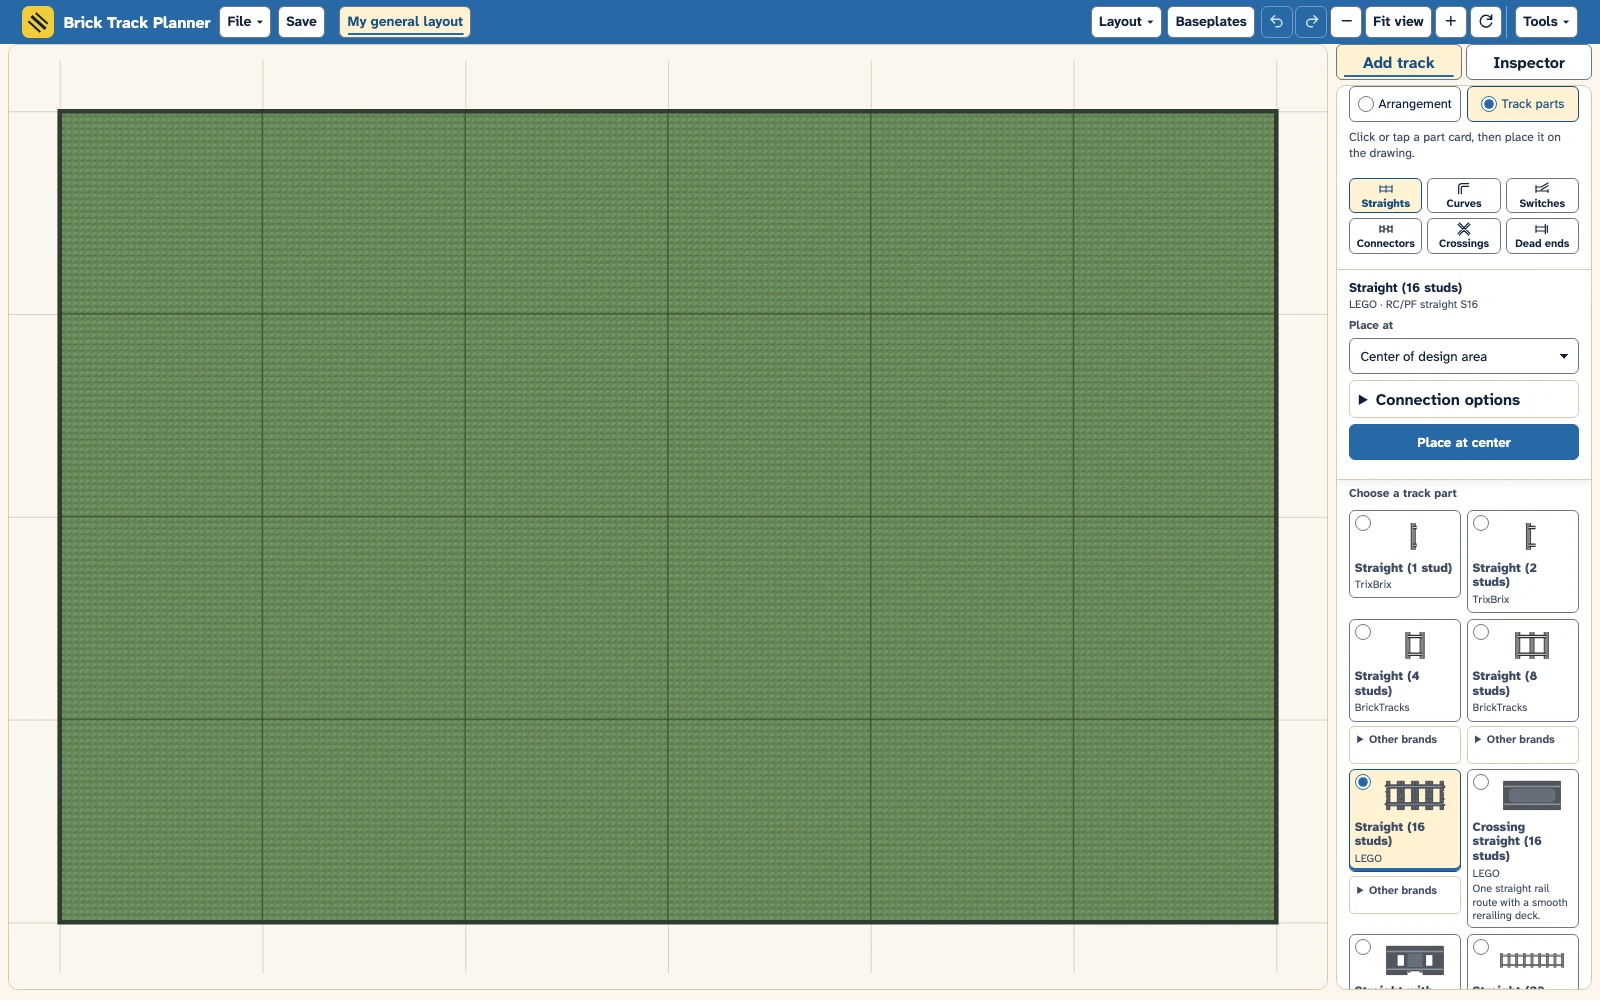 Brick Track Planner
File
Save
My general layout
Layout
Baseplates
Fit view
Tools
Add track
Inspector
Arrangement
Track parts
Click or tap a part card, then place it on
the drawing.
Straights
Curves
Switches
Connectors
Crossings
Dead ends
Straight (16 studs)
LEGO · RC/PF straight S16
Place at
Center of design area
Connection options
Place at center
Choose a track part
Straight (1 stud)
TrixBrix
Straight (2
studs)
TrixBrix
Straight (4
studs)
BrickTracks
Straight (8
studs)
BrickTracks
Other brands
Other brands
Straight (16
studs)
LEGO
Other brands
Crossing
straight (16
studs)
LEGO
One straight rail
route with a smooth
rerailing deck.